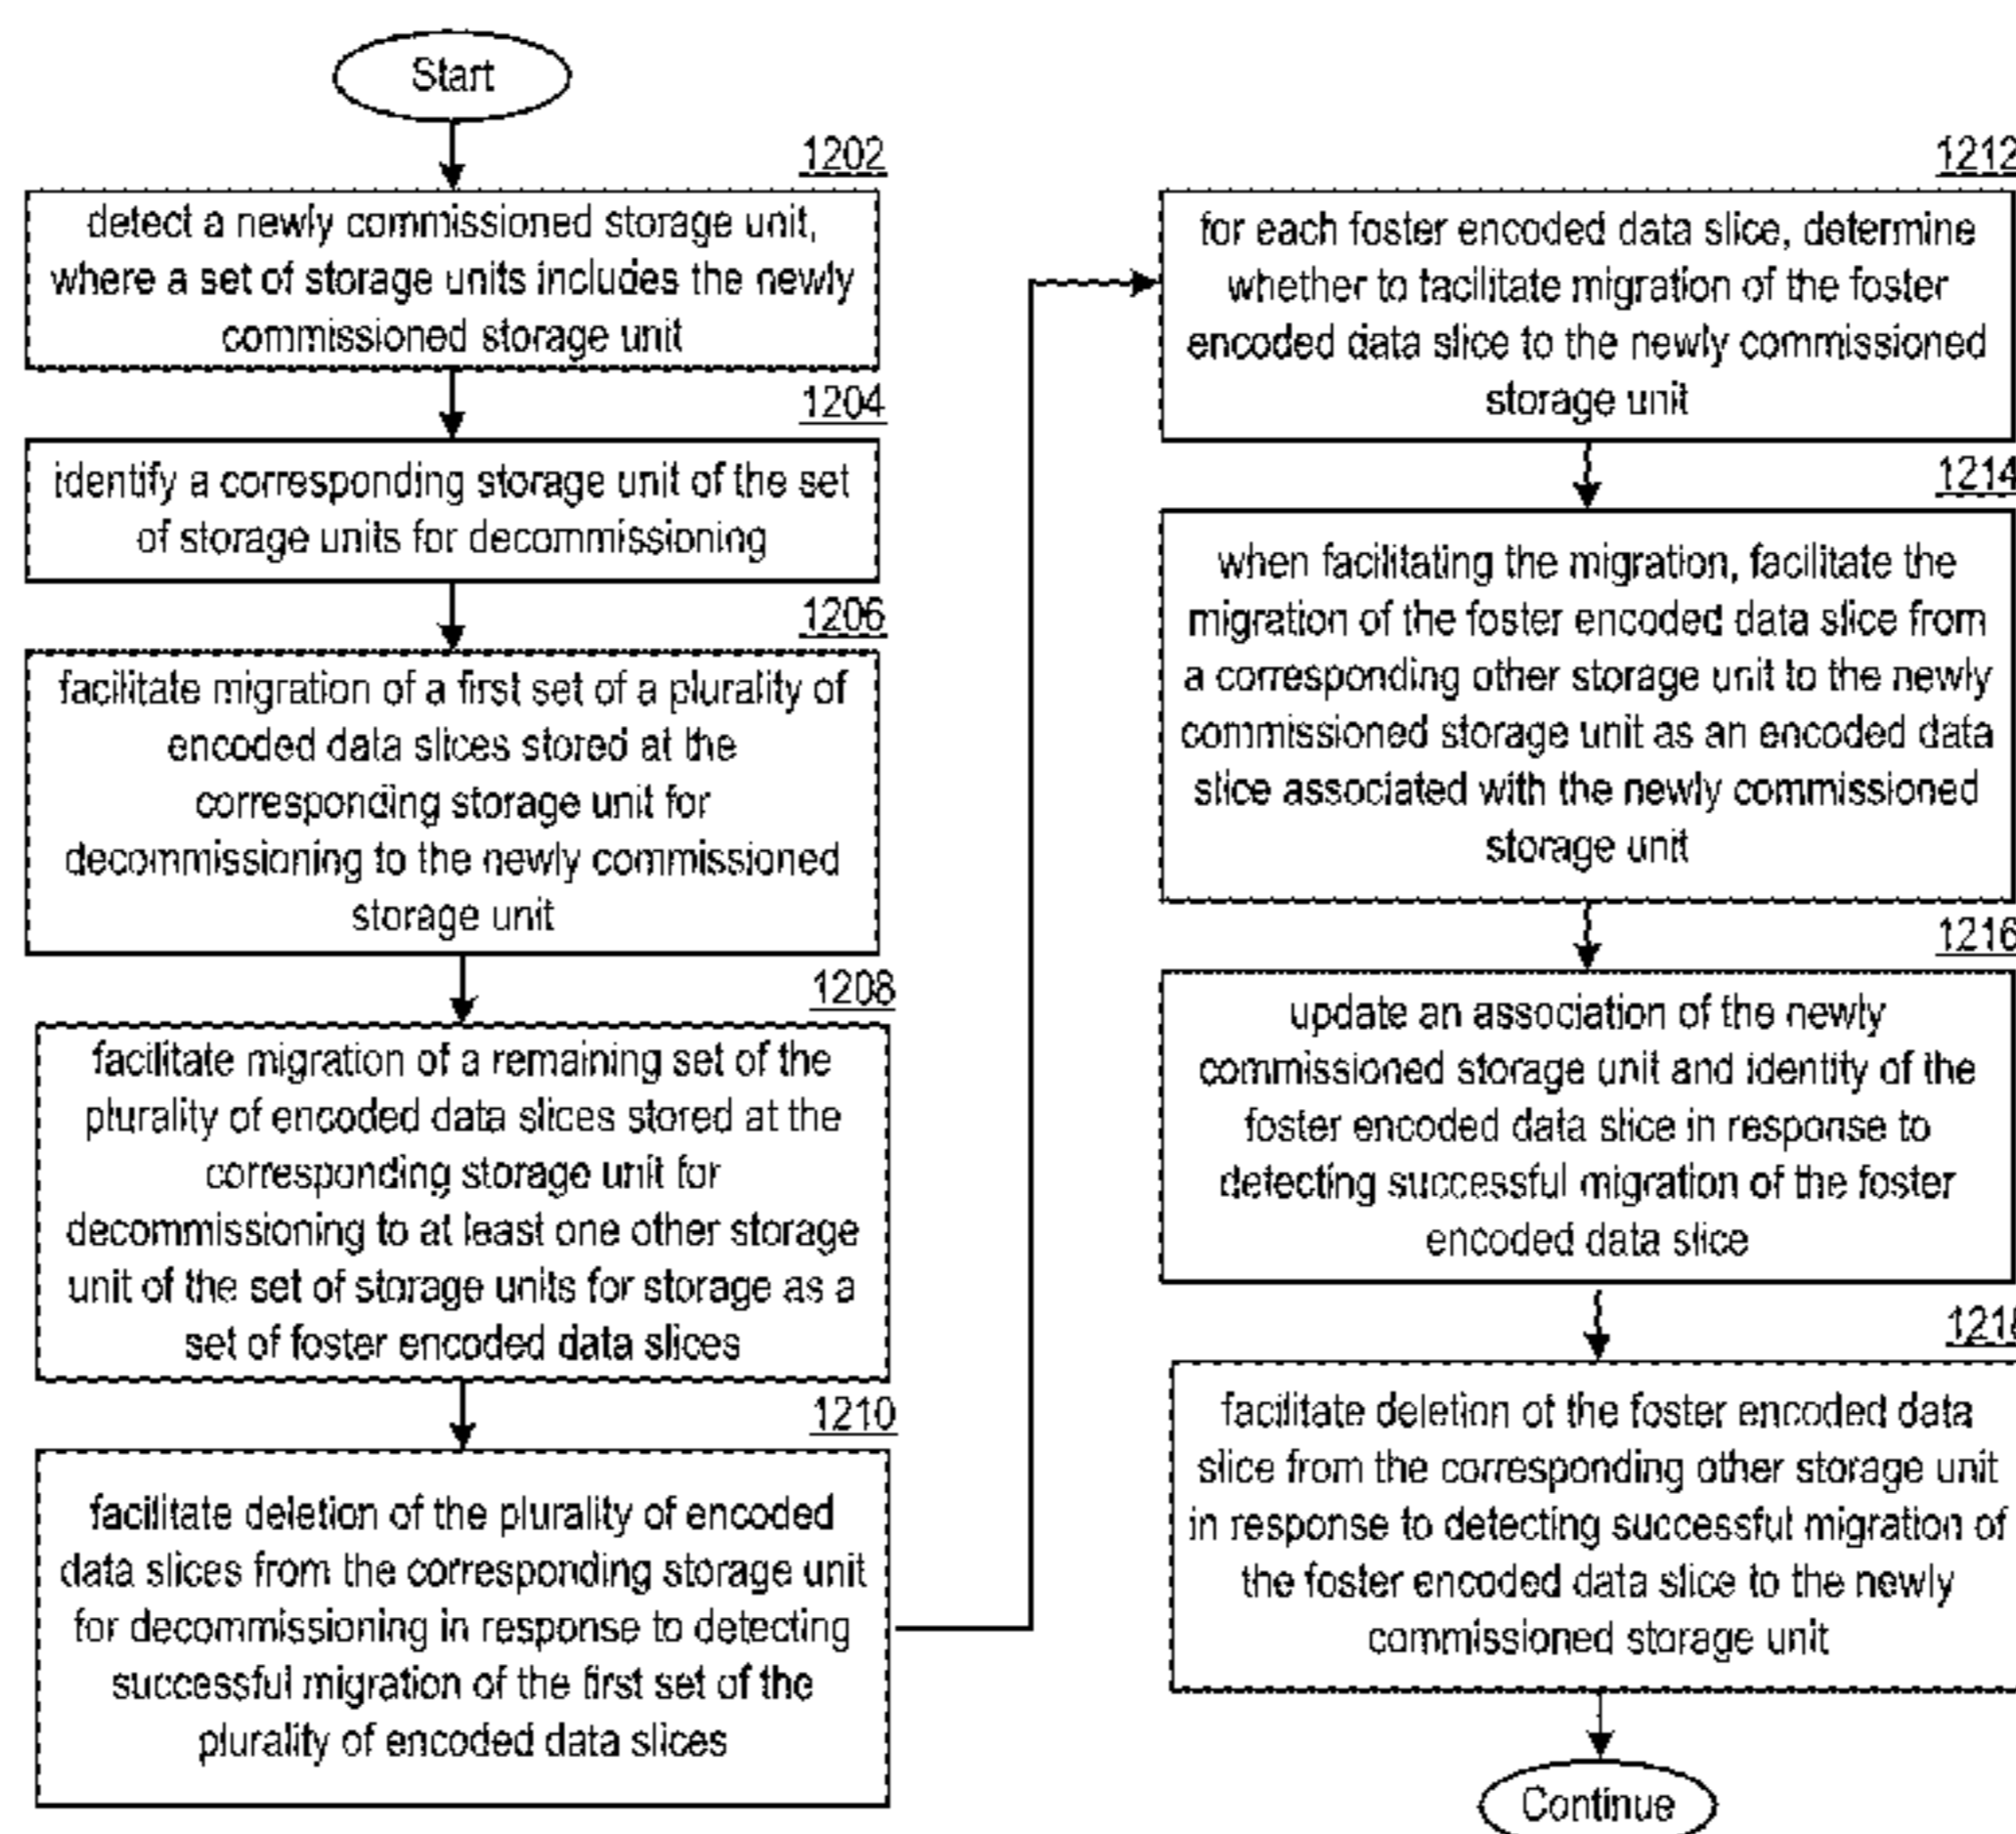 Start
1202
detect a newly commissioned storage unit,
where a set of storage units includes the newly
commissioned storage unit
1204
identify a corresponding storage unit of the set
of storage units for decommissioning
1206
facilitate migration of a first set of a plurality of
encoded data slices stored at the
corresponding storage unit for
decommissioning to the newly commissioned
storage unit
1208
facilitate migration of a remaining set of the
plurality of encoded data slices stored at the
corresponding storage unit for
decommissioning to at least one other storage
unit of the set of storage units for storage as a
set of foster encoded data slices
1210
facilitate deletion of the plurality of encoded
data slices from the corresponding storage unit
for decommissioning in response to detecting
successful migration of the first set of the
plurality of encoded data slices
1212
for each foster encoded data slice, determine
whether to facilitate migration of the foster
encoded data slice to the newly commissioned
storage unit
1214
when facilitating the migration, facilitate the
migration of the foster encoded data slice from
a corresponding other storage unit to the newly
commissioned storage unit as an encoded data
slice associated with the newly commissioned
storage unit
1216
update an association of the newly
commissioned storage unit and identity of the
foster encoded data slice in response to
detecting successful migration of the foster
encoded data slice
facilitate deletion of the foster encoded data
slice from the corresponding other storage unit
in response to detecting successful migration of
the foster encoded data slice to the newly
commissioned storage unit
Continue